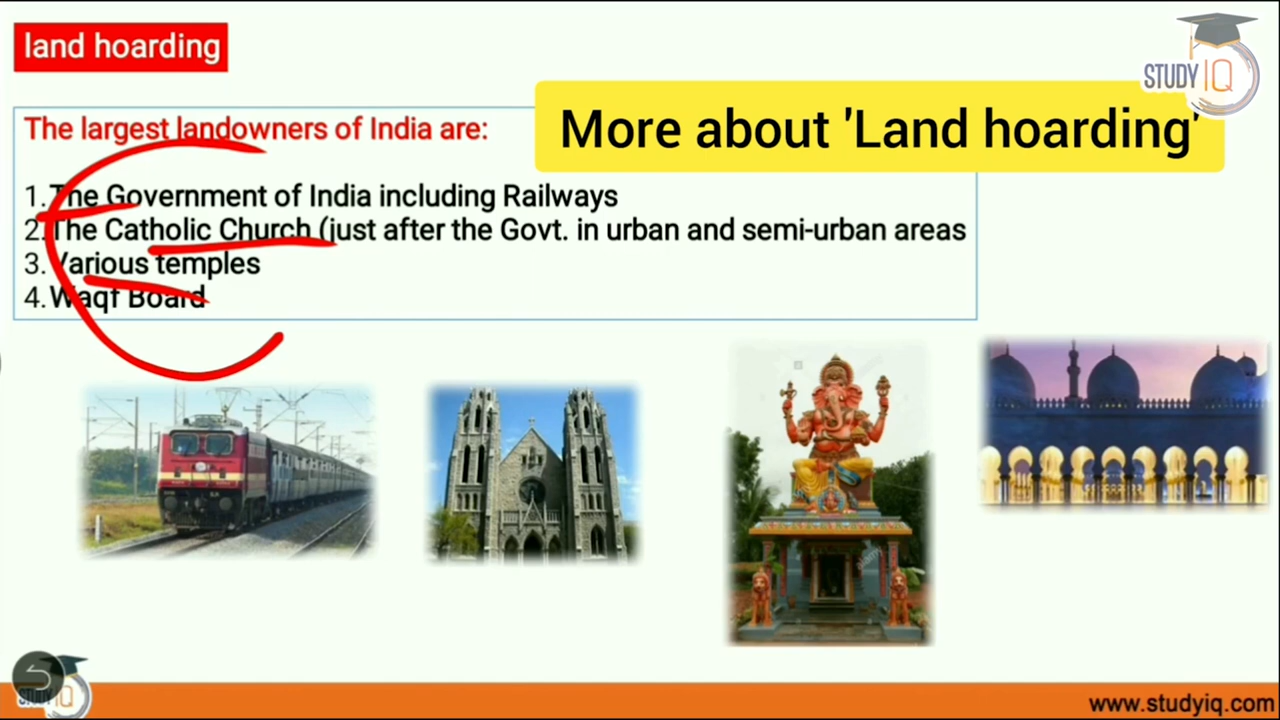 land hoarding
STUDY IQ
More about 'Land hoarding'
The largest landowners of India are:
1. The Government of India including Railways
2. The Catholic Church (just after the Govt. in urban and semi-urban areas
3. Various temples
4. Waqf Board
STUDY IQ
www.studyiq.com